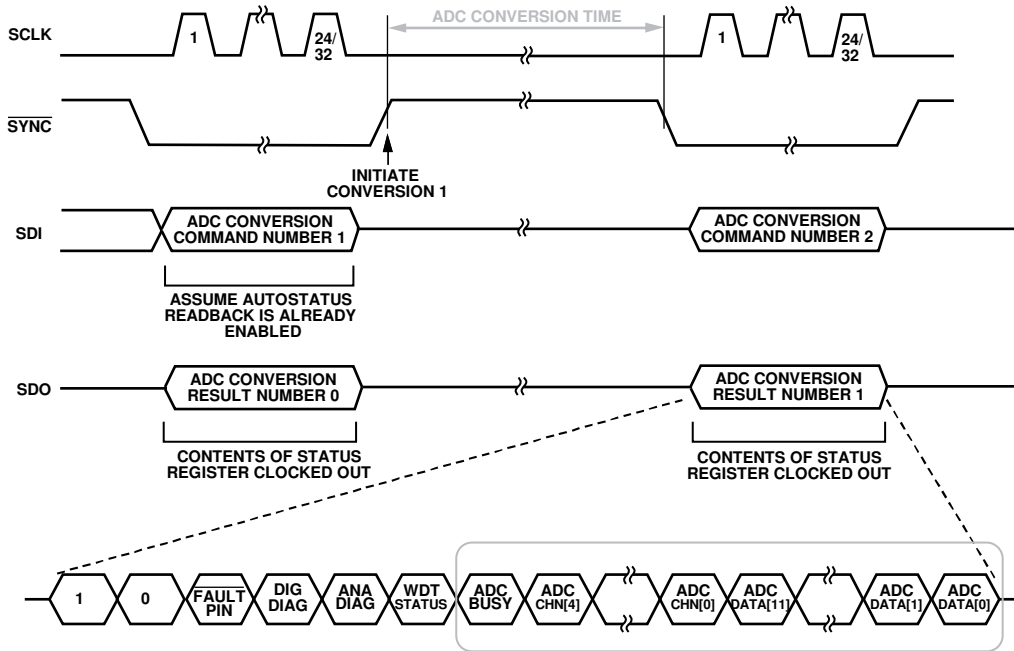 ADC CONVERSION TIME
SCLK
1
24/
32
1
24/
32
SYNC
INITIATE
CONVERSION 1
SDI
ADC CONVERSION
COMMAND NUMBER 1
ADC CONVERSION
COMMAND NUMBER 2
ASSUME AUTOSTATUS
READBACK IS ALREADY
ENABLED
SDO
ADC CONVERSION
RESULT NUMBER 0
ADC CONVERSION
RESULT NUMBER 1
CONTENTS OF STATUS
REGISTER CLOCKED OUT
CONTENTS OF STATUS
REGISTER CLOCKED OUT
1
0
FAULT
PIN
DIG
DIAG
ANA
DIAG
WDT
STATUS
ADC
BUSY
ADC
CHN[4]
ADC
CHN[0]
ADC
DATA[11]
ADC
DATA[1]
ADC
DATA[0]